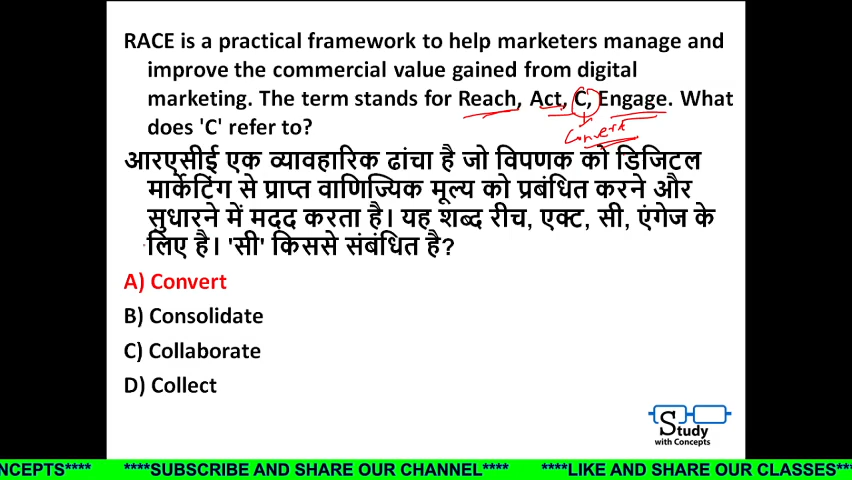 RACE is a practical framework to help marketers manage and
improve the commercial value gained from digital
marketing. The term stands for Reach, Act, C, Engage. What
does 'C' refer to?
Convert
आरएसीई एक व्यावहारिक ढांचा है जो विपणक को डिजिटल
मार्केटिंग से प्राप्त वाणिज्यिक मूल्य को प्रबंधित करने और
सुधारने में मदद करता है। यह शब्द रीच, एक्ट, सी, एंगेज के
लिए है। 'सी' किससे संबंधित है?
A) Convert
B) Consolidate
C) Collaborate
D) Collect
Study
with Concepts
NCEPTS**** ****SUBSCRIBE AND SHARE OUR CHANNEL**** ****LIKE AND SHARE OUR CLASSES***